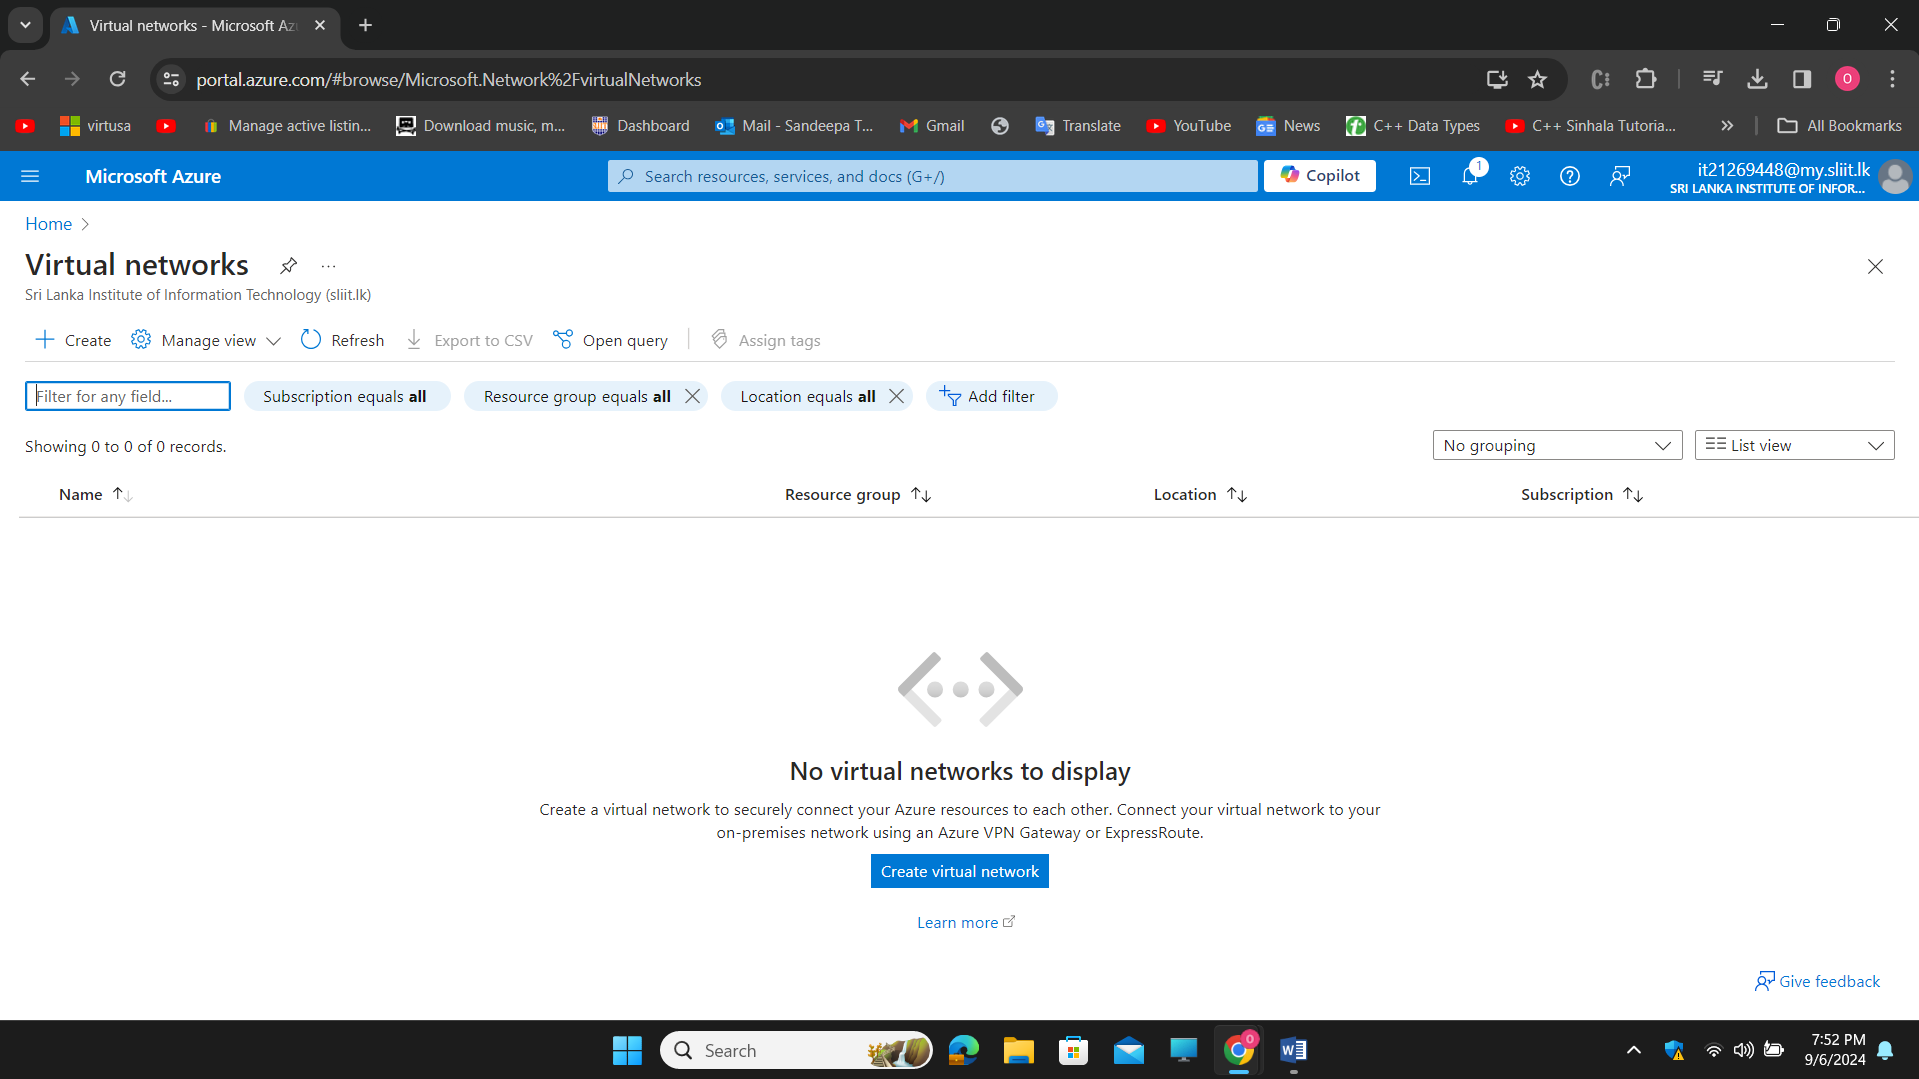 Virtual networks - Microsoft Az
portal.azure.com/#browse/Microsoft.Network%2FvirtualNetworks
O
virtusa
Manage active listin...
Download music, m...
Dashboard
Mail - Sandeepa T...
Gmail
Translate
YouTube
News
C++ Data Types
C++ Sinhala Tutoria...
All Bookmarks
Microsoft Azure
Search resources, services, and docs (G+/)
Copilot
1
it21269448@my.sliit.lk
SRI LANKA INSTITUTE OF INFOR...
Home
Virtual networks
Sri Lanka Institute of Information Technology (sliit.lk)
Create
Manage view
Refresh
Export to CSV
Open query
Assign tags
Filter for any field...
Subscription equals all
Resource group equals all
Location equals all
Add filter
Showing 0 to 0 of 0 records.
No grouping
List view
Name
Resource group
Location
Subscription
No virtual networks to display
Create a virtual network to securely connect your Azure resources to each other. Connect your virtual network to your
on-premises network using an Azure VPN Gateway or ExpressRoute.
Create virtual network
Learn more
Give feedback
Search
7:52 PM
9/6/2024